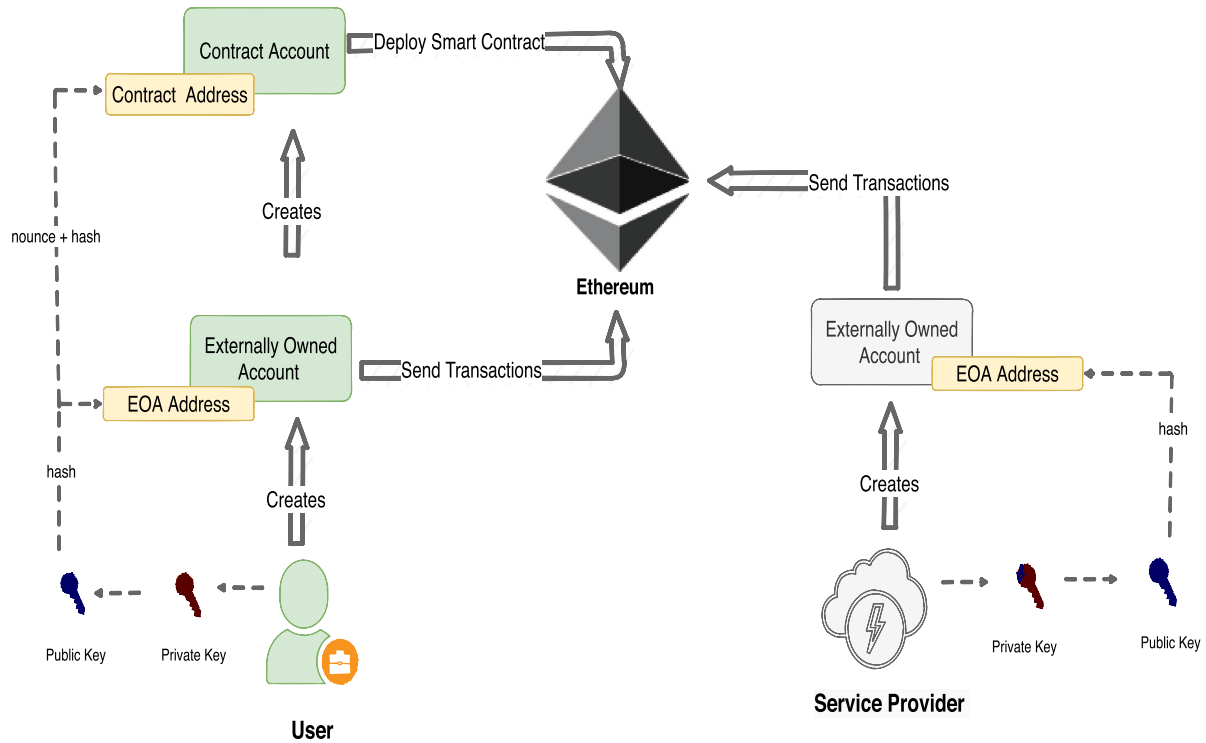 Contract Account
Deploy Smart Contract
Contract  Address
Creates
Send Transactions
nounce + hash
Ethereum
Externally Owned
Account
Send Transactions
EOA Address
Externally Owned
Account
EOA Address
hash
hash
Creates
Creates
Public Key
Private Key
Private Key
Public Key
User
Service Provider